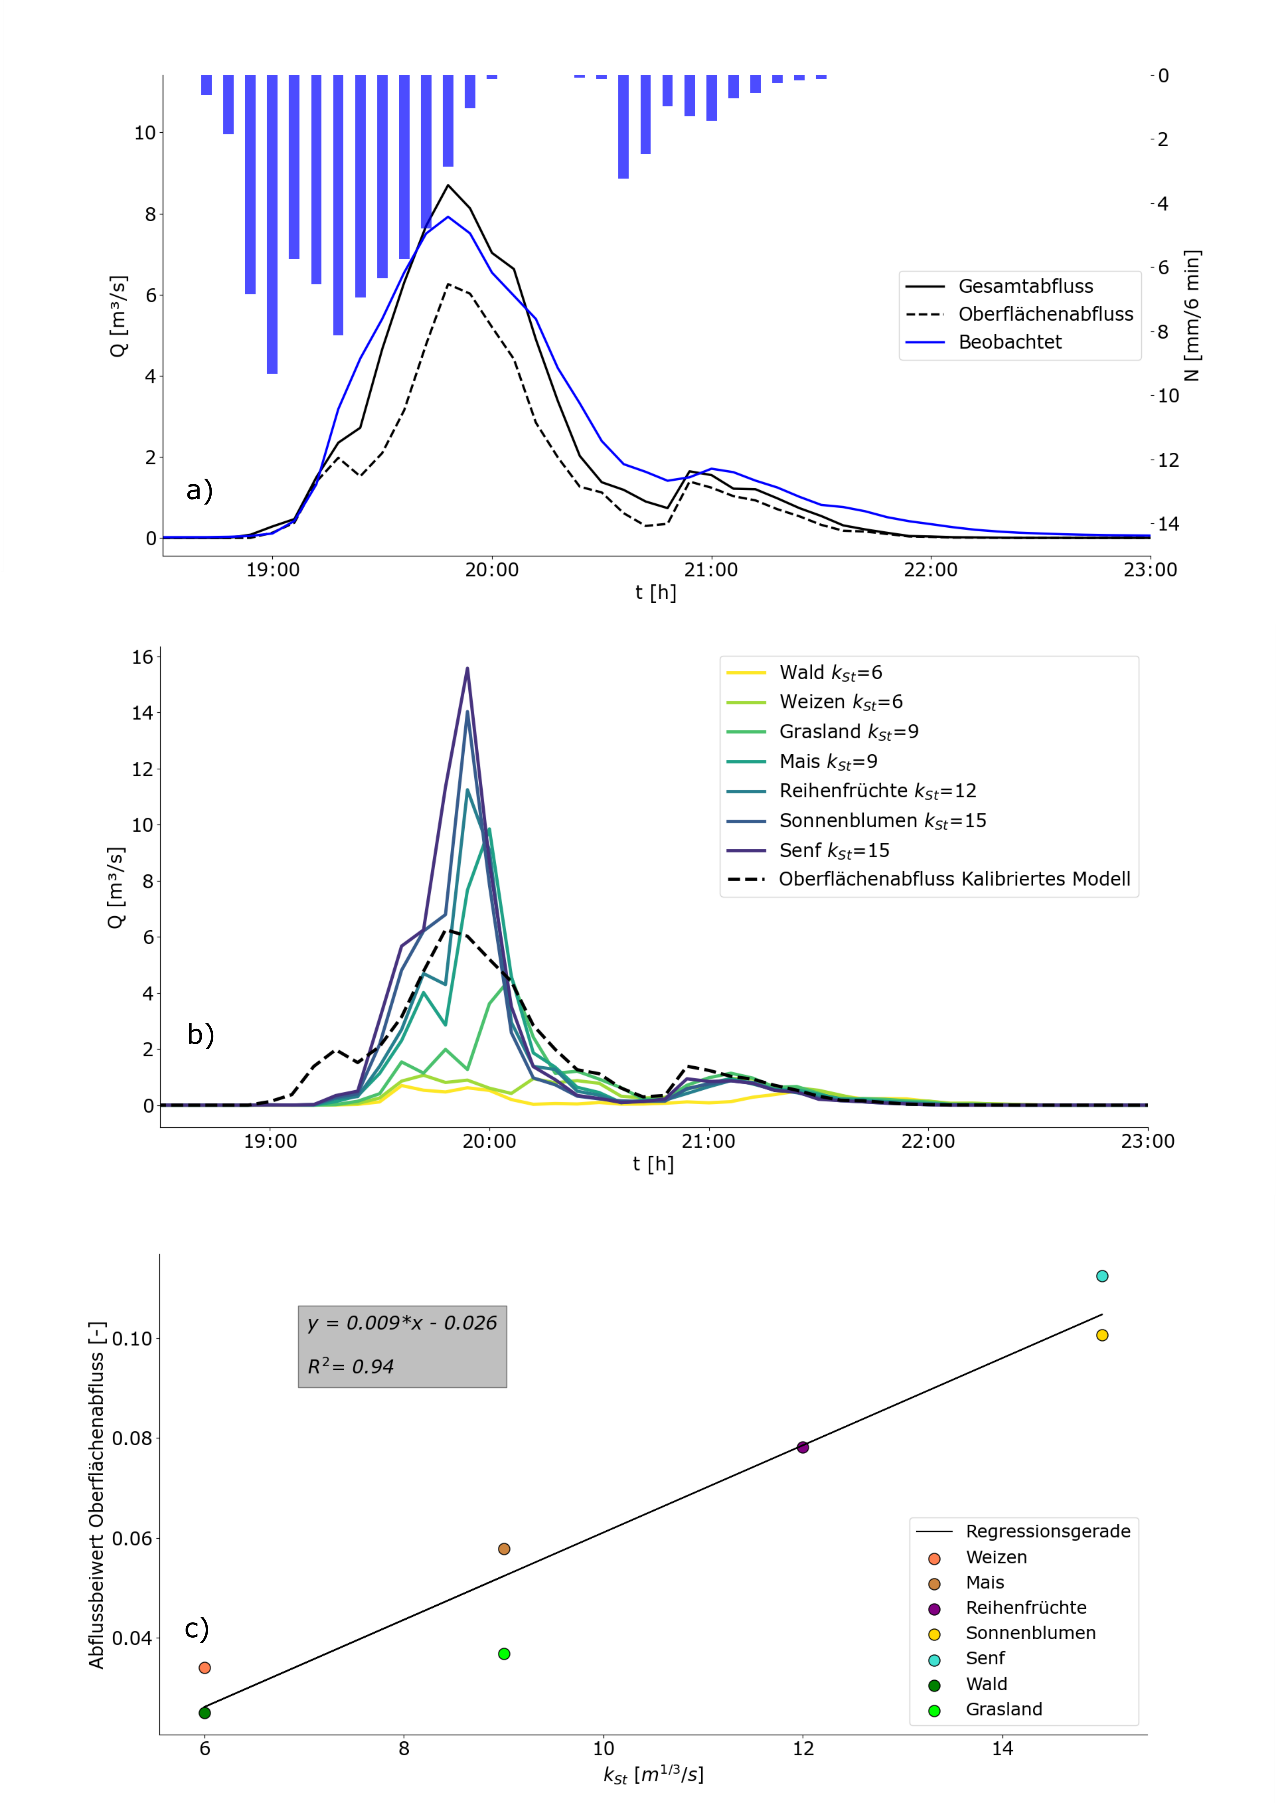 0
10
2
8
4
6
6
Q [m³/s]
N [mm/6 min]
Gesamtabfluss
Oberflächenabfluss
Beobachtet
8
4
10
2
12
a)
14
0
19:00 20:00 21:00 22:00 23:00
t [h]
16
14
12
10
8
6
4
2
0
Q [m³/s]
Wald k_St=6
Weizen k_St=6
Grasland k_St=9
Mais k_St=9
Reihenfrüchte k_St=12
Sonnenblumen k_St=15
Senf k_St=15
Oberflächenabfluss Kalibriertes Modell
b)
19:00 20:00 21:00 22:00 23:00
t [h]
y = 0.009*x - 0.026
R²= 0.94
Abflussbeiwert Oberflächenabfluss [-]
0.10
0.08
0.06
0.04
c)
Regressionsgerade
Weizen
Mais
Reihenfrüchte
Sonnenblumen
Senf
Wald
Grasland
6 8 10 12 14
k_St [m^1/3/s]